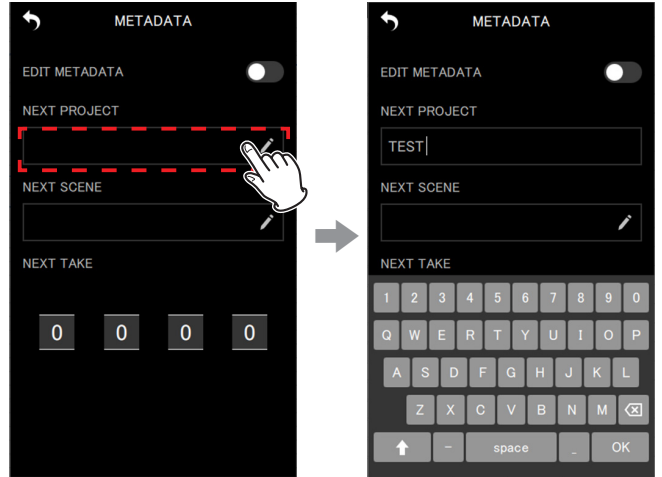 METADATA
EDIT METADATA
NEXT PROJECT
NEXT SCENE
NEXT TAKE
0 0 0 0
METADATA
EDIT METADATA
NEXT PROJECT
TEST
NEXT SCENE
NEXT TAKE
1 2 3 4 5 6 7 8 9 0
Q W E R T Y U I O P
A S D F G H J K L
Z X C V B N M
- space _ OK